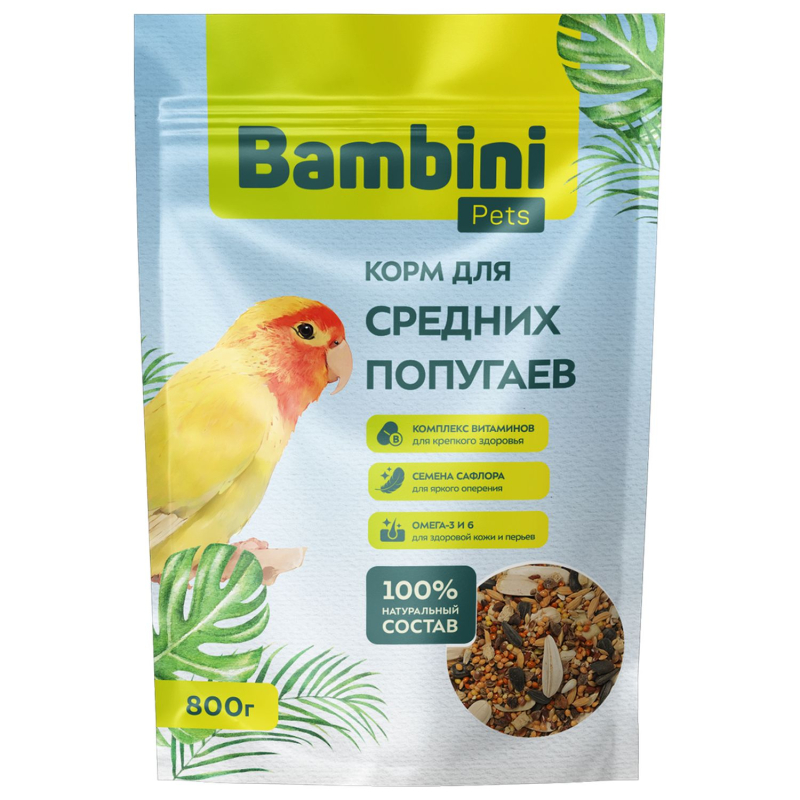 Bambini
Pets
КОРМ ДЛЯ
СРЕДНИХ
ПОПУГАЕВ
КОМПЛЕКС ВИТАМИНОВ
для крепкого здоровья
B
СЕМЕНА САФЛОРА
для яркого оперения
ОМЕГА-3 И 6
для здоровой кожи и перьев
100%
НАТУРАЛЬНЫЙ
СОСТАВ
800г